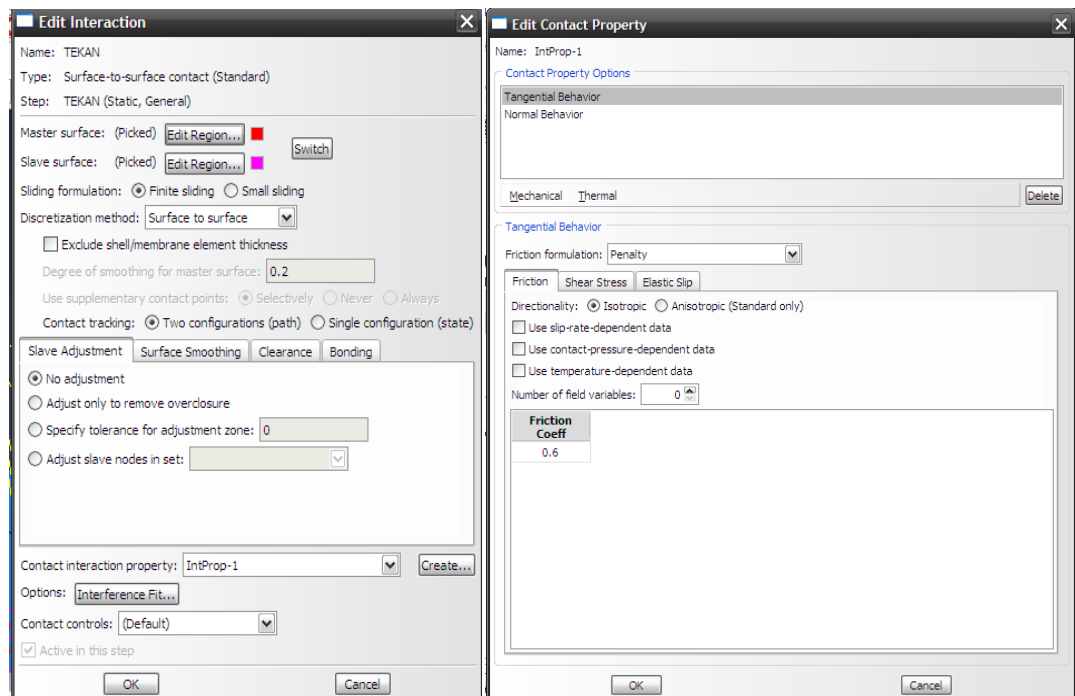 Edit Interaction
Name: TEKAN
Type: Surface-to-surface contact (Standard)
Step: TEKAN (Static, General)
Master surface: (Picked) Edit Region...
Switch
Slave surface: (Picked) Edit Region...
Sliding formulation: Finite sliding Small sliding
Discretization method: Surface to surface
Exclude shell/membrane element thickness
Degree of smoothing for master surface: 0.2
Use supplementary contact points: Selectively Never Always
Contact tracking: Two configurations (path) Single configuration (state)
Slave Adjustment Surface Smoothing Clearance Bonding
No adjustment
Adjust only to remove overclosure
Specify tolerance for adjustment zone: 0
Adjust slave nodes in set:
Contact interaction property: IntProp-1 Create...
Options: Interference Fit...
Contact controls: (Default)
Active in this step
OK Cancel
Edit Contact Property
Name: IntProp-1
Contact Property Options
Tangential Behavior
Normal Behavior
Mechanical Thermal Delete
Tangential Behavior
Friction formulation: Penalty
Friction Shear Stress Elastic Slip
Directionality: Isotropic Anisotropic (Standard only)
Use slip-rate-dependent data
Use contact-pressure-dependent data
Use temperature-dependent data
Number of field variables: 0
Friction
Coeff
0.6
OK Cancel